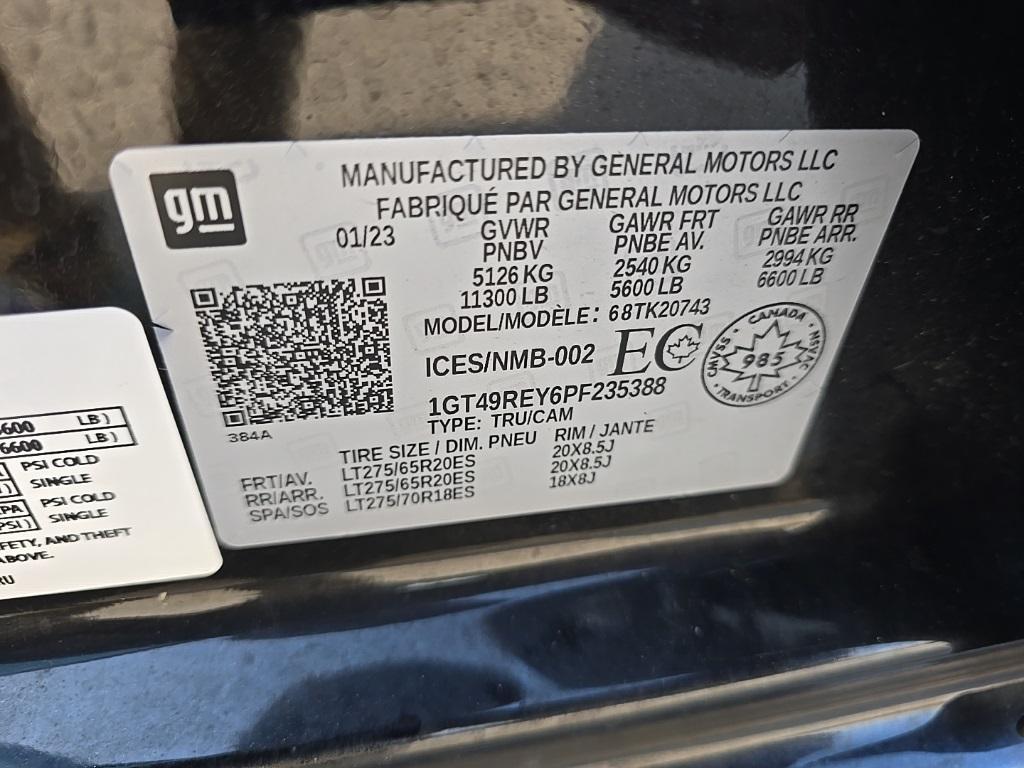 gm
MANUFACTURED BY GENERAL MOTORS LLC
FABRIQUÉ PAR GENERAL MOTORS LLC
01/23
GVWR
PNBV
5126 KG
11300 LB
GAWR FRT
PNBE AV.
2540 KG
5600 LB
GAWR RR
PNBE ARR.
2994 KG
6600 LB
MODEL/MODÈLE: 68TK20743
ICES/NMB-002 EC
CANADA
985
TRANSPORT
NSVAC
SSVANC
1GT49REY6PF235388
TYPE: TRU/CAM
384A
TIRE SIZE / DIM. PNEU RIM / JANTE
FRT/AV. LT275/65R20ES 20X8.5J
RR/ARR. LT275/65R20ES 20X8.5J
SPA/SOS LT275/70R18ES 18X8J
LB)
6600 LB)
PSI COLD
SINGLE
PSI COLD
SINGLE
PSI)
AND THEFT
ABOVE.